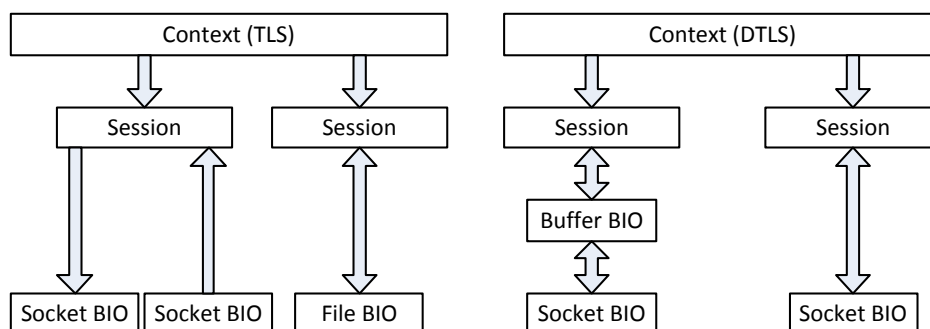 Context (TLS)
Context (DTLS)
Session
Session
Session
Session
Buffer BIO
Socket BIO
Socket BIO
File BIO
Socket BIO
Socket BIO